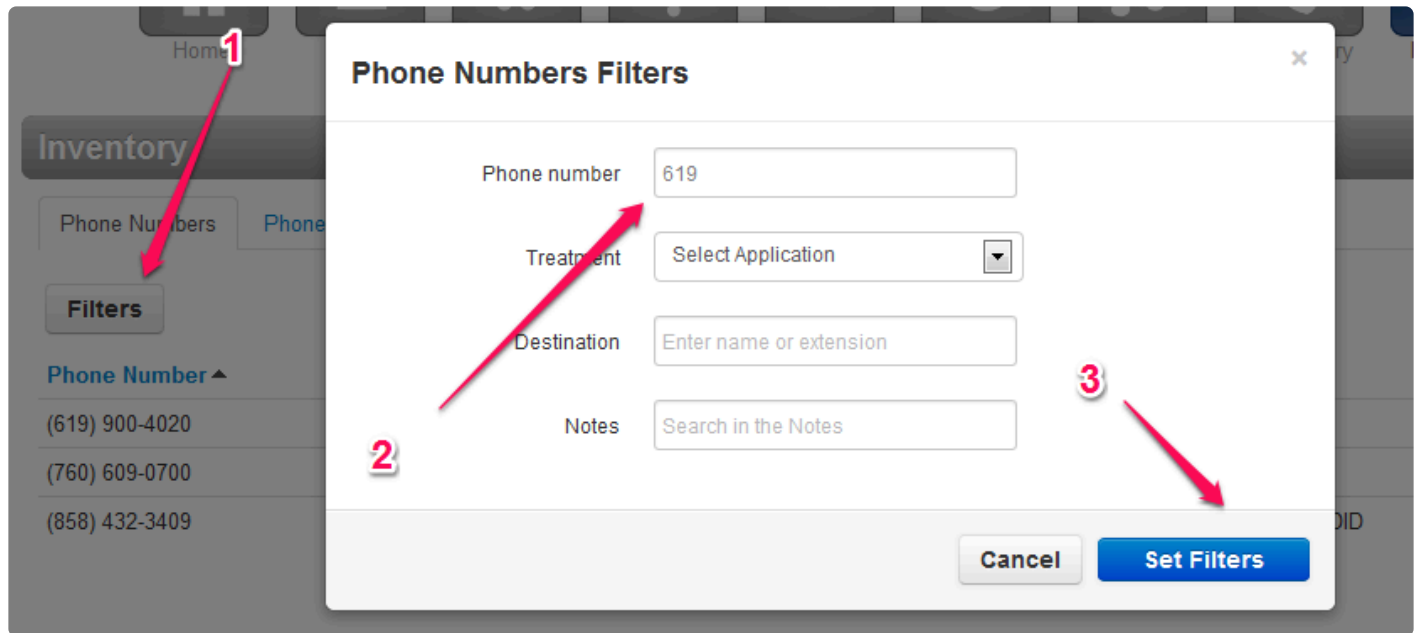 Home
1
ry
Phone Numbers Filters
×
Inventory
Phone number
619
Phone Numbers
Phone
Treatment
Select Application
Filters
Destination
Enter name or extension
Phone Number
3
(619) 900-4020
Notes
Search in the Notes
2
(760) 609-0700
(858) 432-3409
DID
Cancel
Set Filters